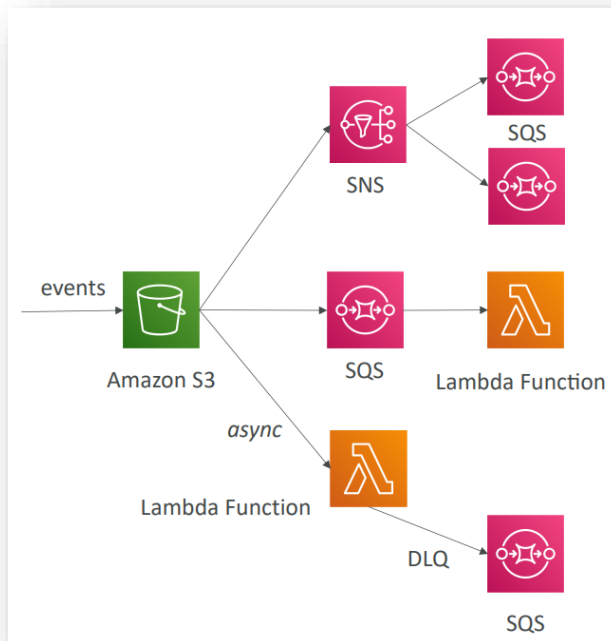 SQS
SNS
events
Amazon S3
SQS
Lambda Function
async
Lambda Function
DLQ
SQS